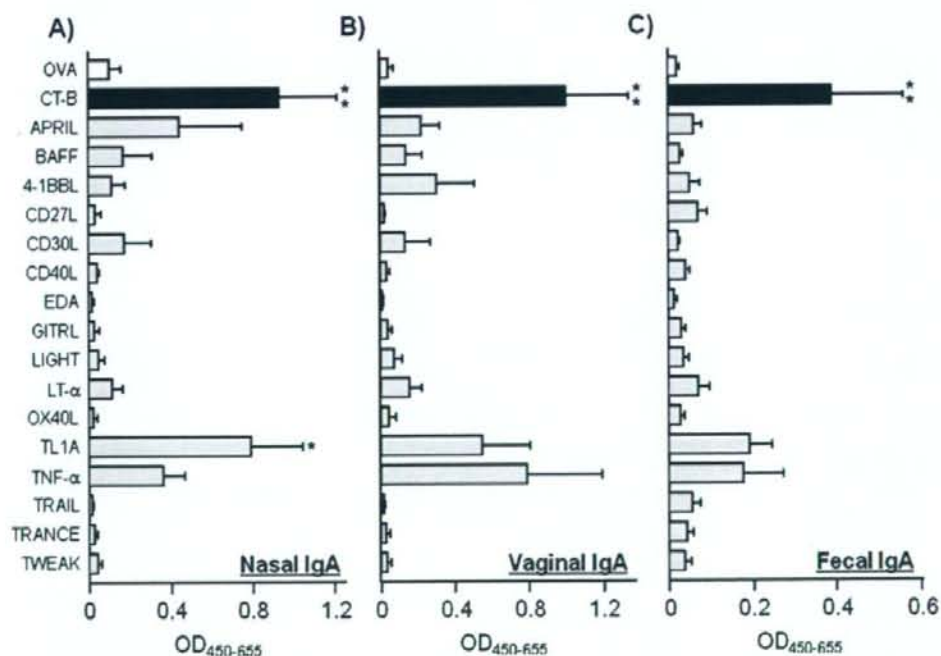 A) B) C)
OVA
CT-B * * * * * *
APRIL
BAFF
4-1BBL
CD27L
CD30L
CD40L
EDA
GITRL
LIGHT
LT-α
OX40L
TL1A *
TNF-α
TRAIL
TRANCE
TWEAK
Nasal IgA Vaginal IgA Fecal IgA
0 0.4 0.8 1.2 0 0.4 0.8 1.2 0 0.2 0.4 0.6
OD450-655 OD450-655 OD450-655